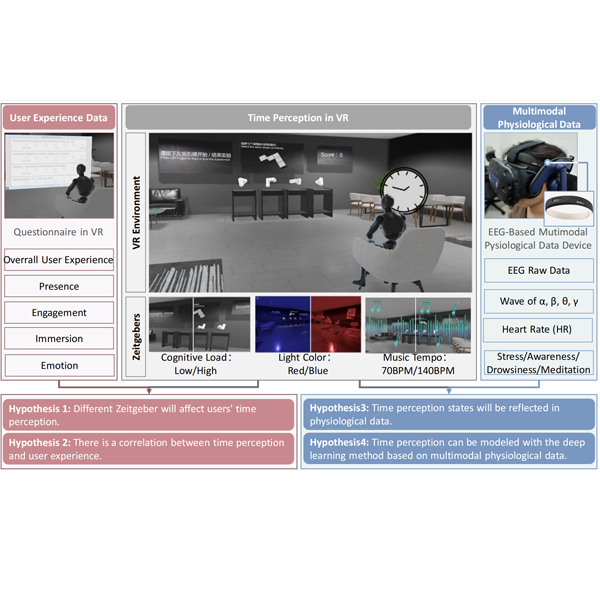 User Experience Data
Questionnaire in VR
Overrall User Experience
Presence
Engagement
Immersion
Emotion
Time Perception in VR
VR Environment
Score：0
Zeitgebers
Cognitive Load：
Low/High
Light Color：
Red/Blue
Music Tempo：
70BPM/140BPM
Multimodal
Physiological Data
EEG-Based Mutimodal
Pysiological Data Device
EEG Raw Data
Wave of α, β, θ, γ
Heart Rate (HR)
Stress/Awareness/
Drowsiness/Meditation
Hypothesis 1: Different Zeitgeber will affect users' time
perception.
Hypothesis 2: There is a correlation between time perception
and user experience.
Hypothesis3: Time perception states will be reflected in
physiological data.
Hypothesis4: Time perception can be modeled with the deep
learning method based on multimodal physiological data.